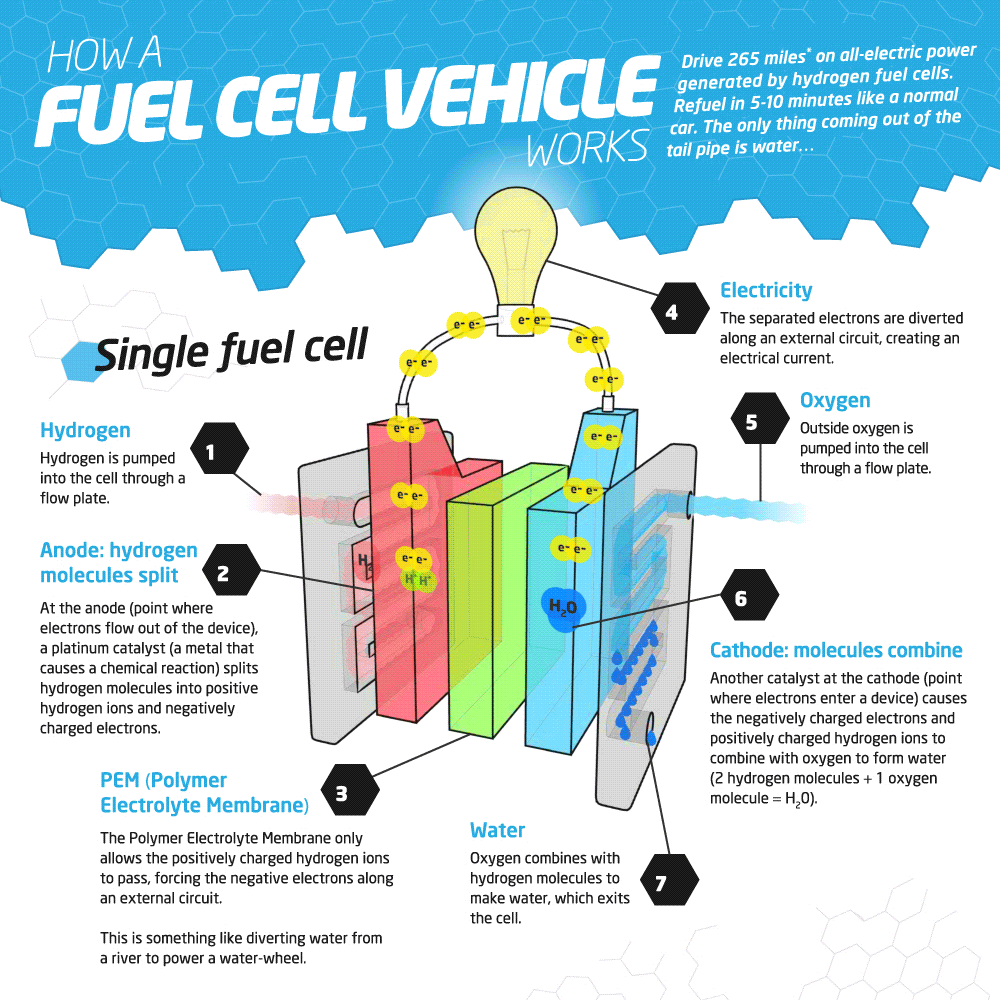 HOW A
FUEL CELL VEHICLE
WORKS
Drive 265 miles* on all-electric power
generated by hydrogen fuel cells.
Refuel in 5-10 minutes like a normal
car. The only thing coming out of the
tail pipe is water...
Single fuel cell
4
Electricity
The separated electrons are diverted
along an external circuit, creating an
electrical current.
5
Oxygen
Outside oxygen is
pumped into the cell
through a flow plate.
Hydrogen
1
Hydrogen is pumped
into the cell through a
flow plate.
Anode: hydrogen
molecules split
2
At the anode (point where
electrons flow out of the device),
a platinum catalyst (a metal that
causes a chemical reaction) splits
hydrogen molecules into positive
hydrogen ions and negatively
charged electrons.
e- e-
e- e-
e- e-
e- e-
e- e-
e- e-
e- e-
e- e-
e- e-
e- e-
e- e-
e- e-
H+ H+
H2
H2O
6
Cathode: molecules combine
Another catalyst at the cathode (point
where electrons enter a device) causes
the negatively charged electrons and
positively charged hydrogen ions to
combine with oxygen to form water
(2 hydrogen molecules + 1 oxygen
molecule = H20).
PEM (Polymer
Electrolyte Membrane)
3
The Polymer Electrolyte Membrane only
allows the positively charged hydrogen ions
to pass, forcing the negative electrons along
an external circuit.
This is something like diverting water from
a river to power a water-wheel.
Water
7
Oxygen combines with
hydrogen molecules to
make water, which exits
the cell.